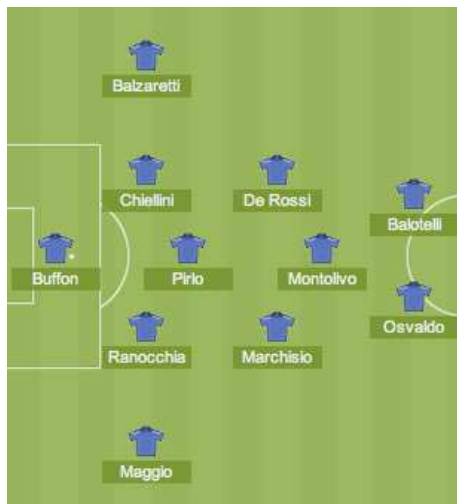 Balzaretti
Chiellini
De Rossi
Balotelli
Buffon
Pirlo
Montolivo
Osvaldo
Ranocchia
Marchisio
Maggio